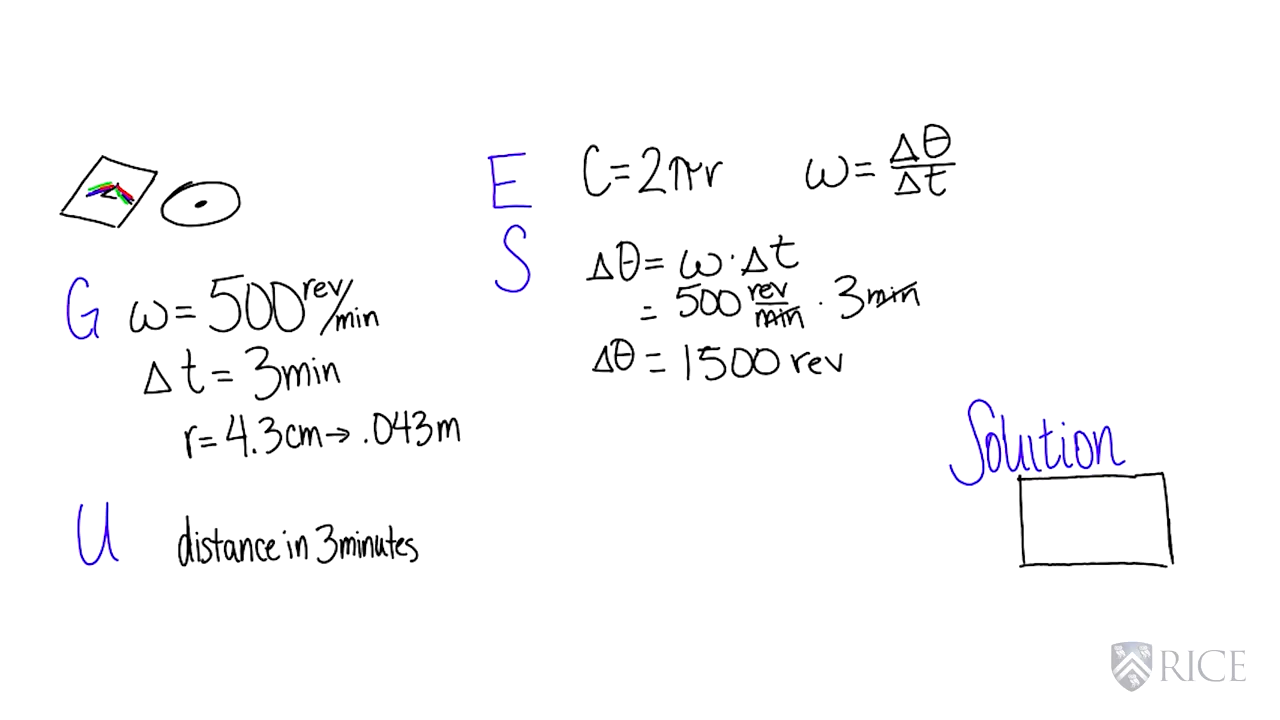 G ω = 500 rev/min
Δt = 3min
r = 4.3cm → .043m
U distance in 3minutes
E C = 2πr ω = Δθ/Δt
S Δθ = ω · Δt
= 500 rev/min · 3min
Δθ = 1500 rev
Solution
RICE